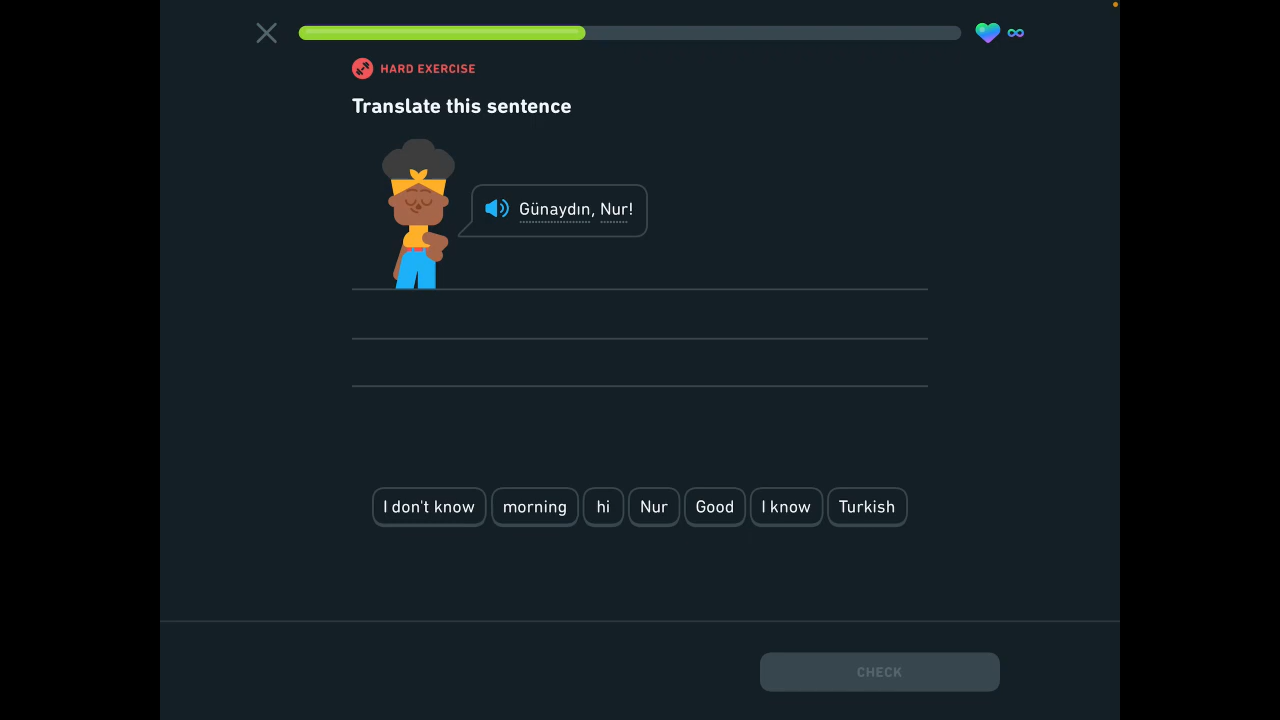 ∞
HARD EXERCISE
Translate this sentence
Günaydın, Nur!
I don't know morning hi Nur Good I know Turkish
CHECK